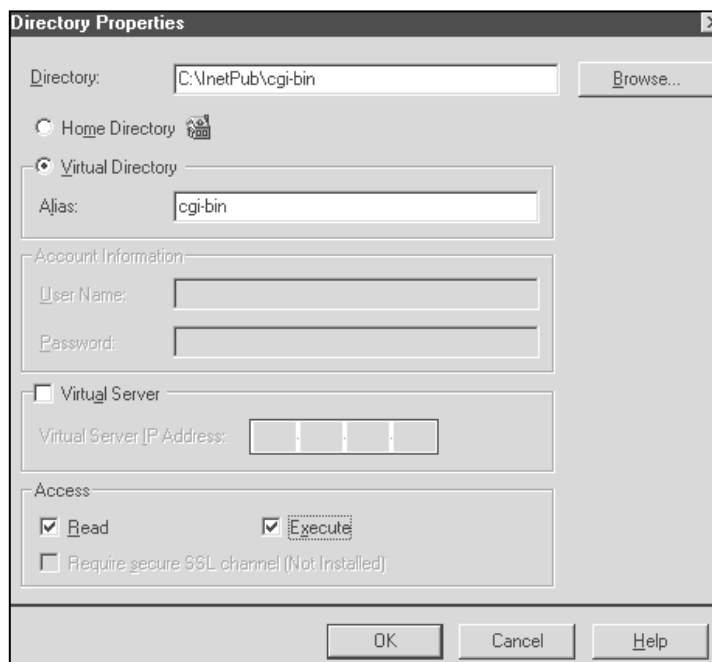 Directory Properties
Directory: C:\InetPub\cgi-bin Browse...
Home Directory
Virtual Directory
Alias: cgi-bin
Account Information
User Name:
Password:
Virtual Server
Virtual Server IP Address:
Access
Read Execute
Require secure SSL channel (Not Installed)
OK Cancel Help